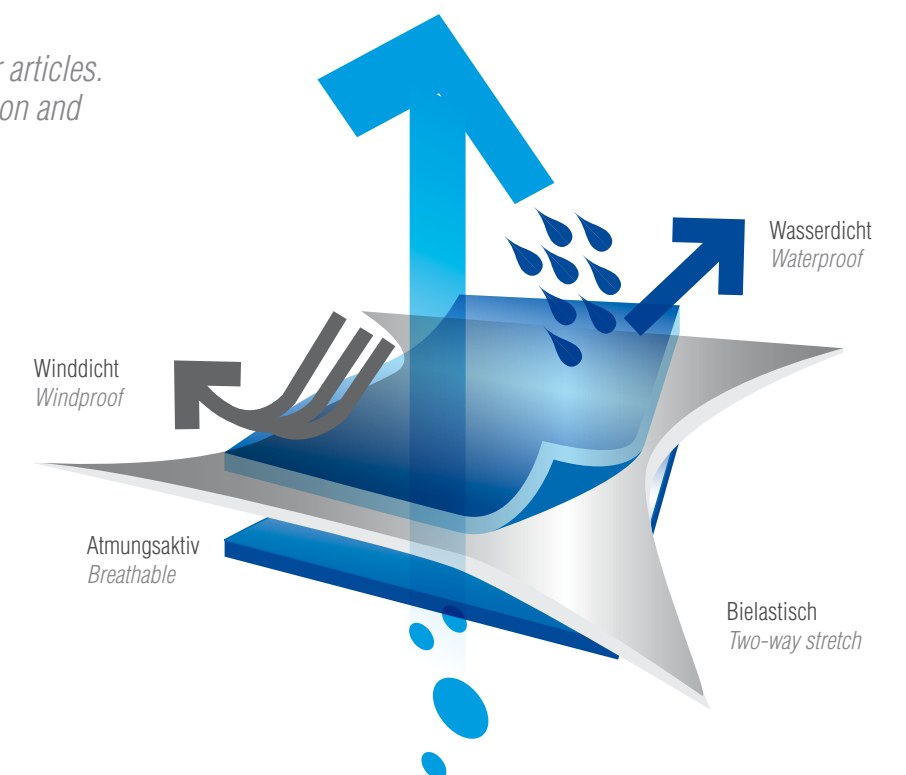 articles.
on and
Wasserdicht
Waterproof
Winddicht
Windproof
Atmungsaktiv
Breathable
Bielastisch
Two-way stretch